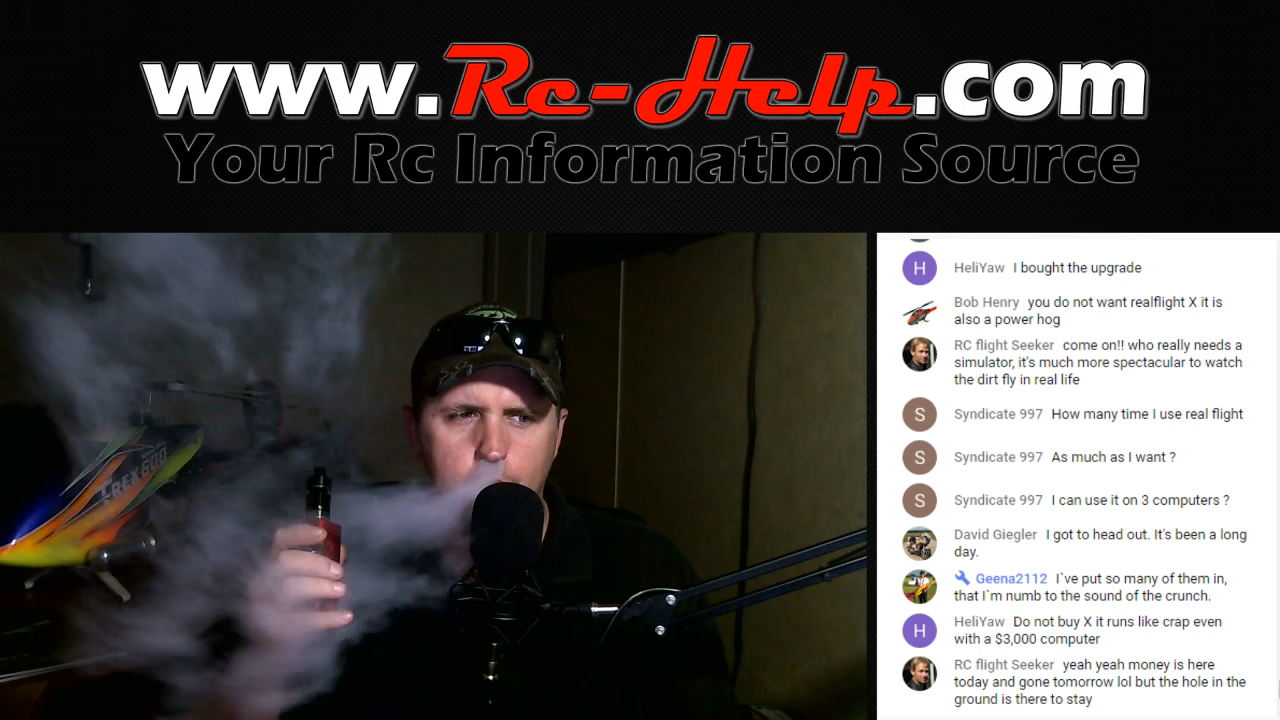 www.Rc-Help.com
Your Rc Information Source
T-REX 600
HeliYaw I bought the upgrade
Bob Henry you do not want realflight X it is
also a power hog
RC flight Seeker come on!! who really needs a
simulator, it's much more spectacular to watch
the dirt fly in real life
Syndicate 997 How many time I use real flight
Syndicate 997 As much as I want ?
Syndicate 997 I can use it on 3 computers ?
David Giegler I got to head out. It's been a long
day.
Geena2112 I`ve put so many of them in,
that I`m numb to the sound of the crunch.
HeliYaw Do not buy X it runs like crap even
with a $3,000 computer
RC flight Seeker yeah yeah money is here
today and gone tomorrow lol but the hole in the
ground is there to stay
H
S
S
S
H